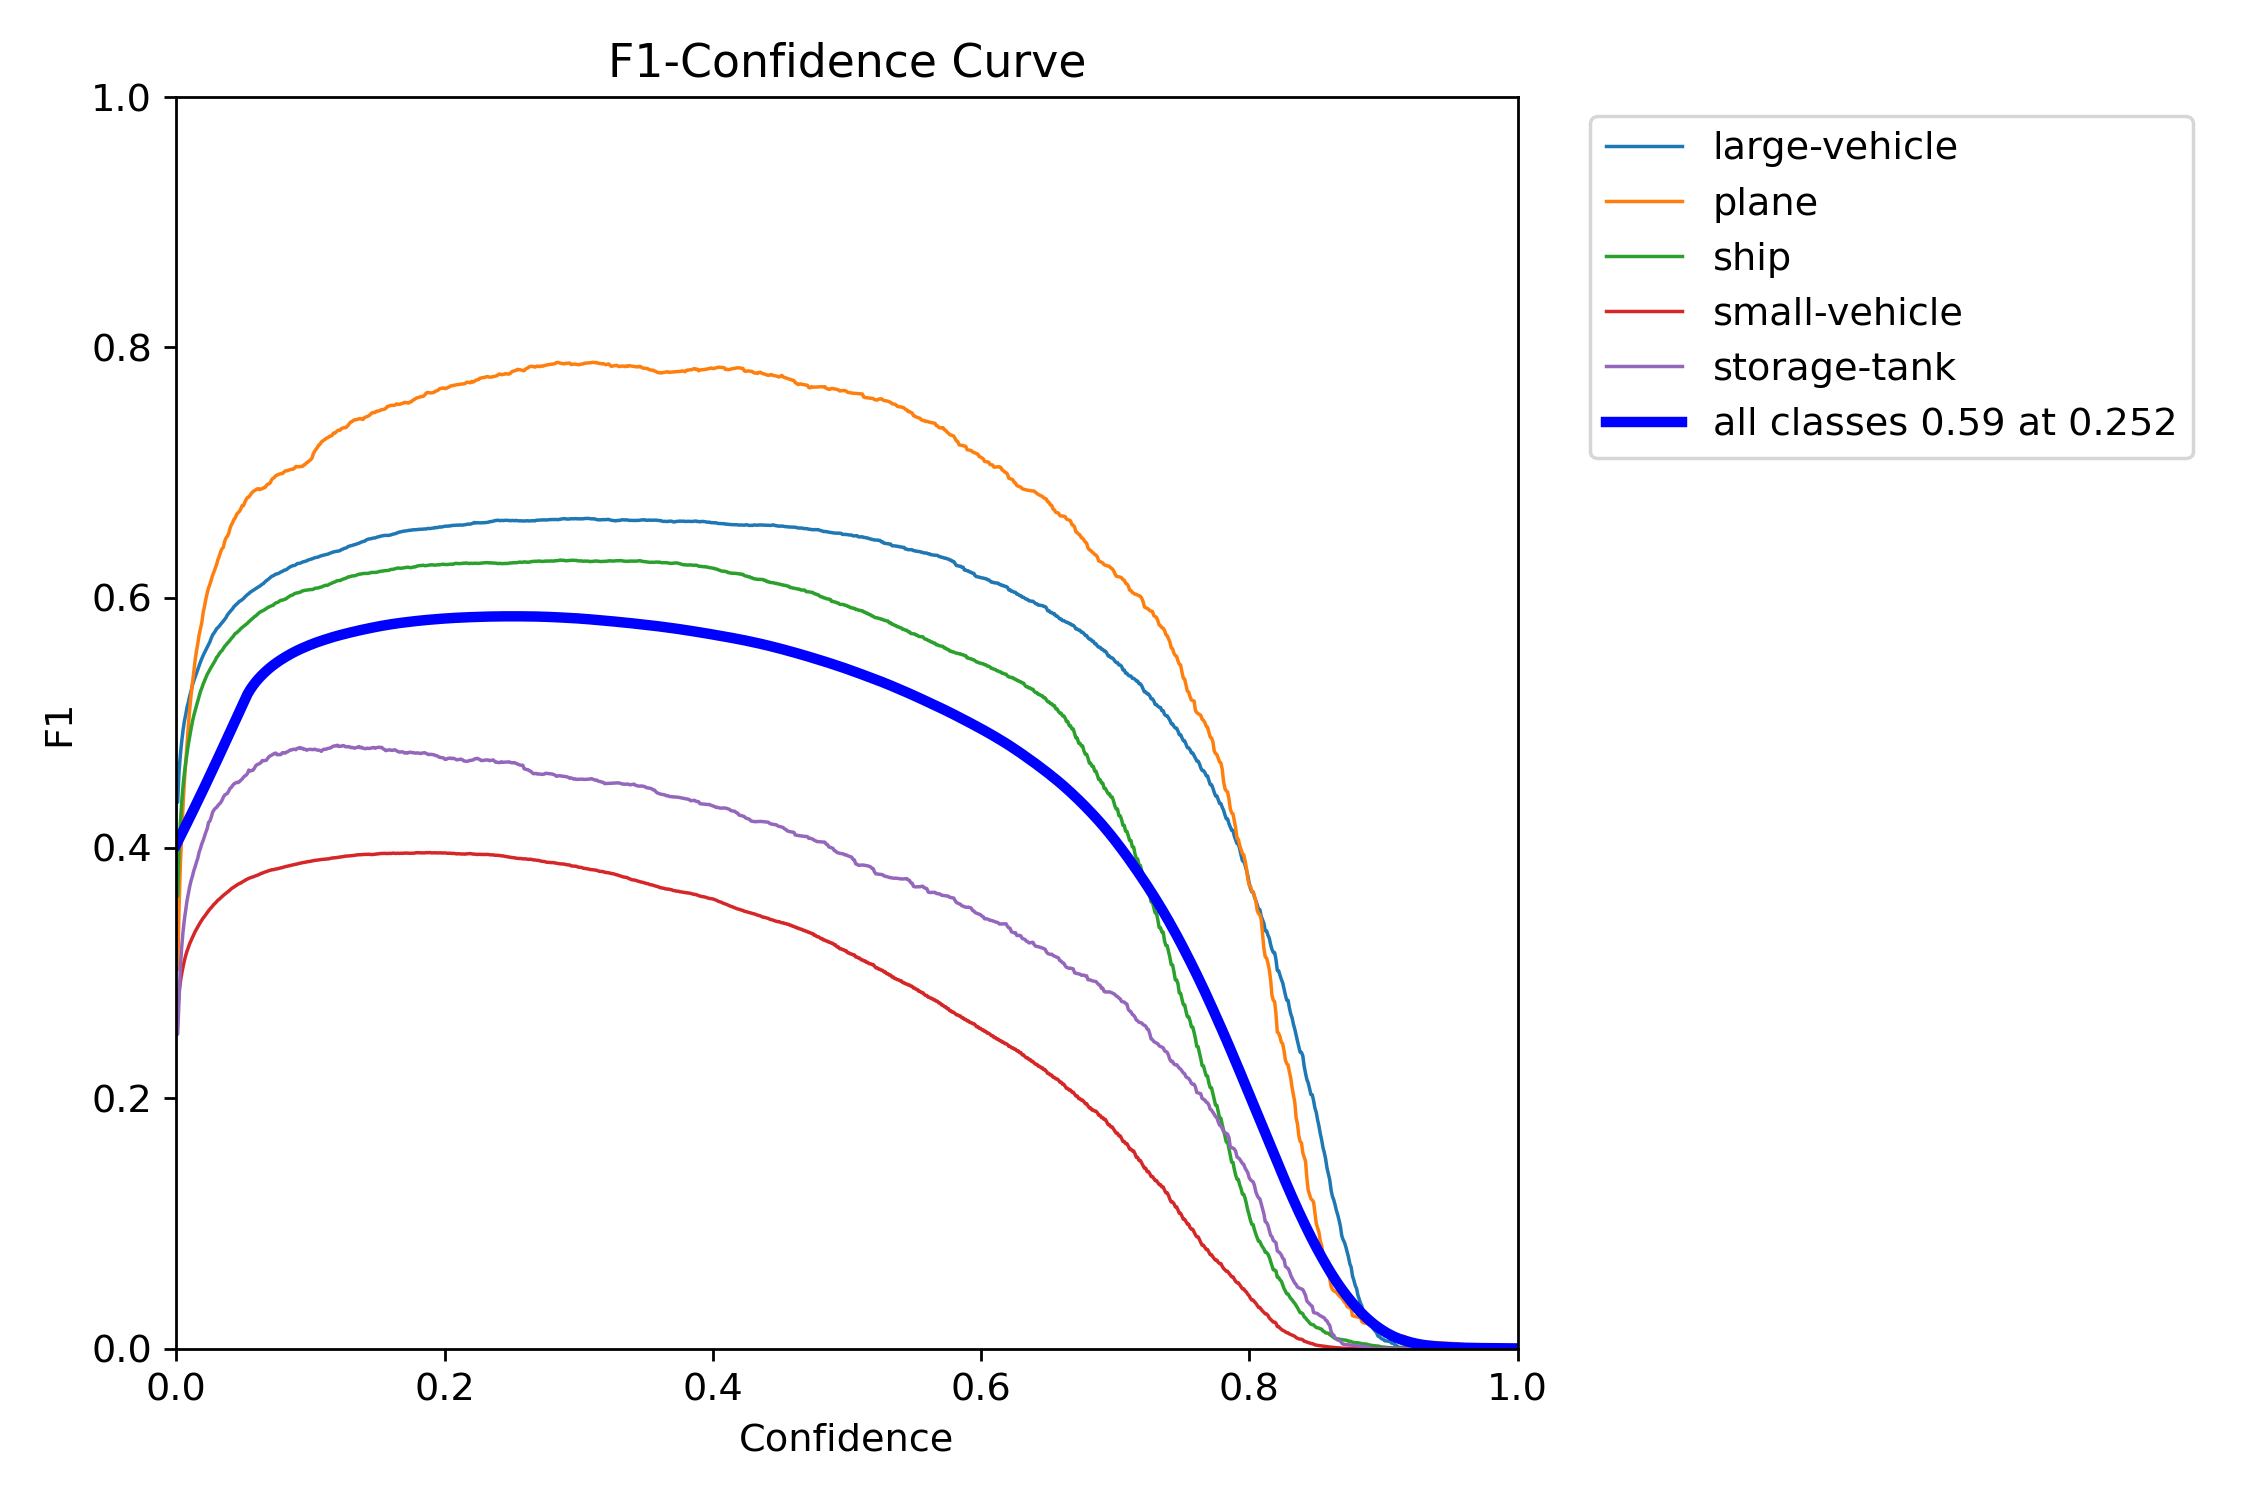 F1-Confidence Curve
1.0
0.8
0.6
0.4
0.2
0.0
F1
0.0 0.2 0.4 0.6 0.8 1.0
Confidence
large-vehicle
plane
ship
small-vehicle
storage-tank
all classes 0.59 at 0.252